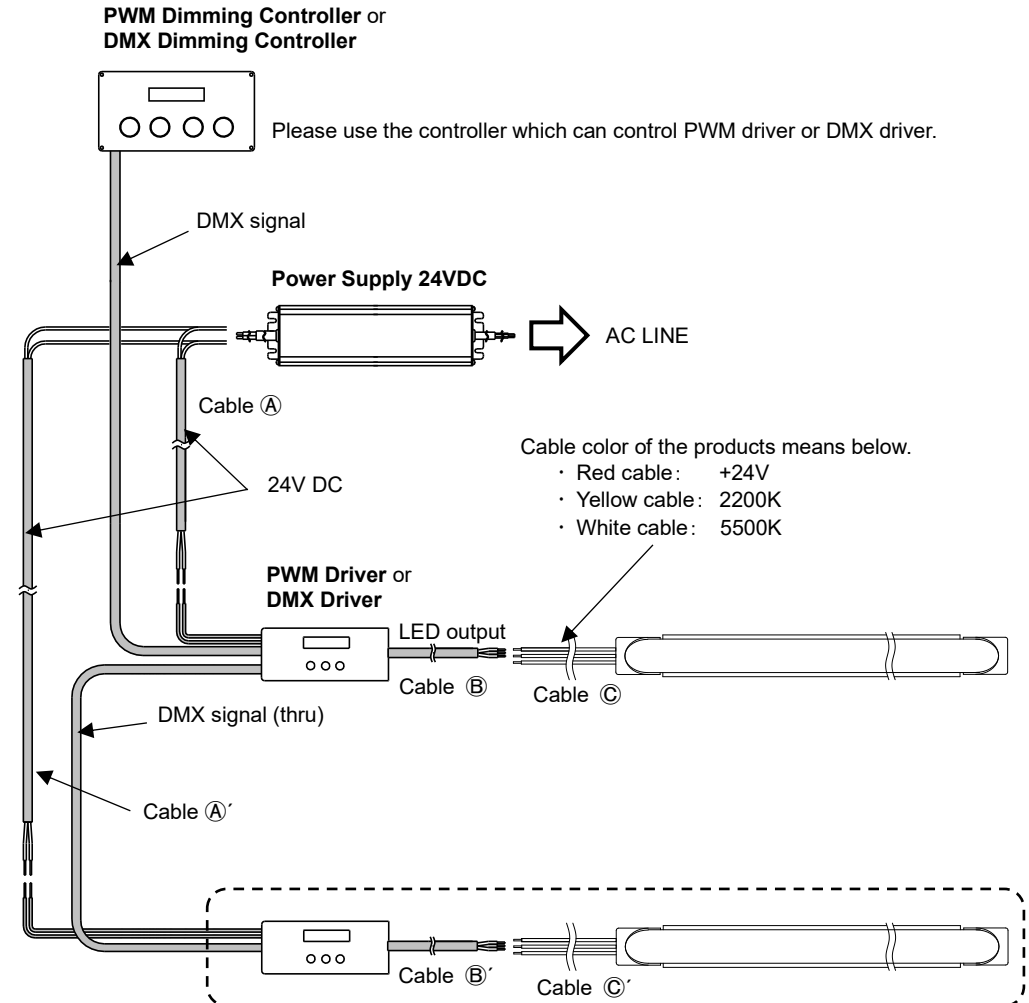 PWM Dimming Controller or
DMX Dimming Controller
Please use the controller which can control PWM driver or DMX driver.
DMX signal
Power Supply 24VDC
AC LINE
Cable Ⓐ
Cable color of the products means below.
・ Red cable： +24V
・ Yellow cable： 2200K
・ White cable： 5500K
24V DC
PWM Driver or
DMX Driver
LED output
Cable Ⓑ
Cable Ⓒ
DMX signal (thru)
Cable Ⓐ´
Cable Ⓑ´
Cable Ⓒ´